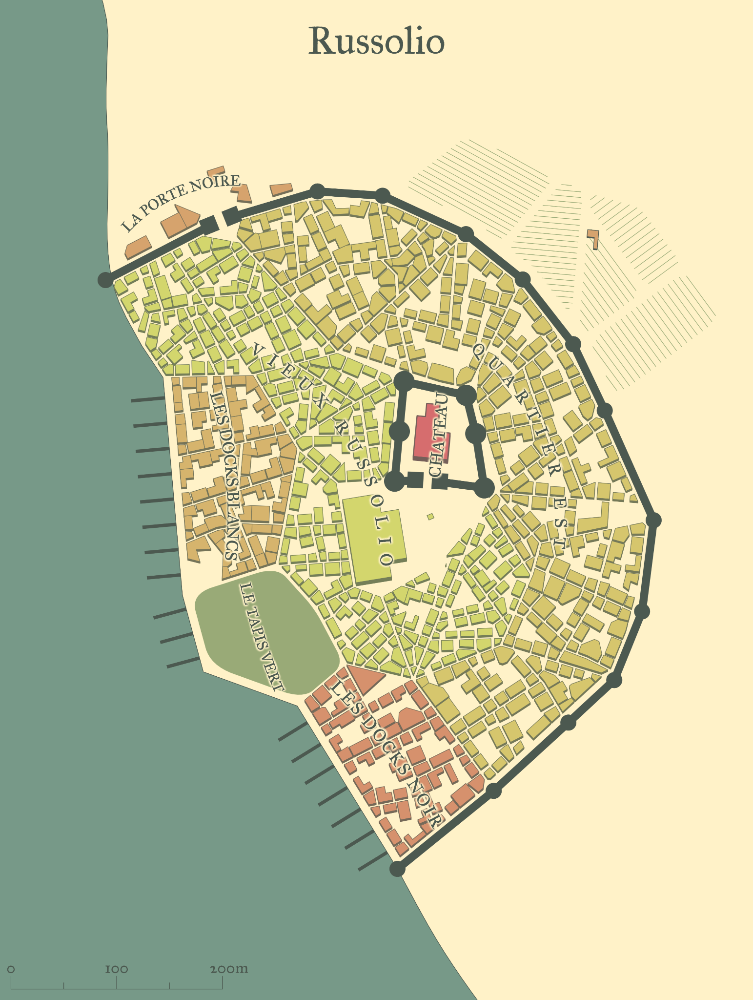 Russolio
LA PORTE NOIRE
VIEUX RUSSOLIO
QUARTIER EST
CHATEAU
LES DOCKS BLANCS
LE TAPIS VERT
LES DOCKS NOIR
0 100 200m